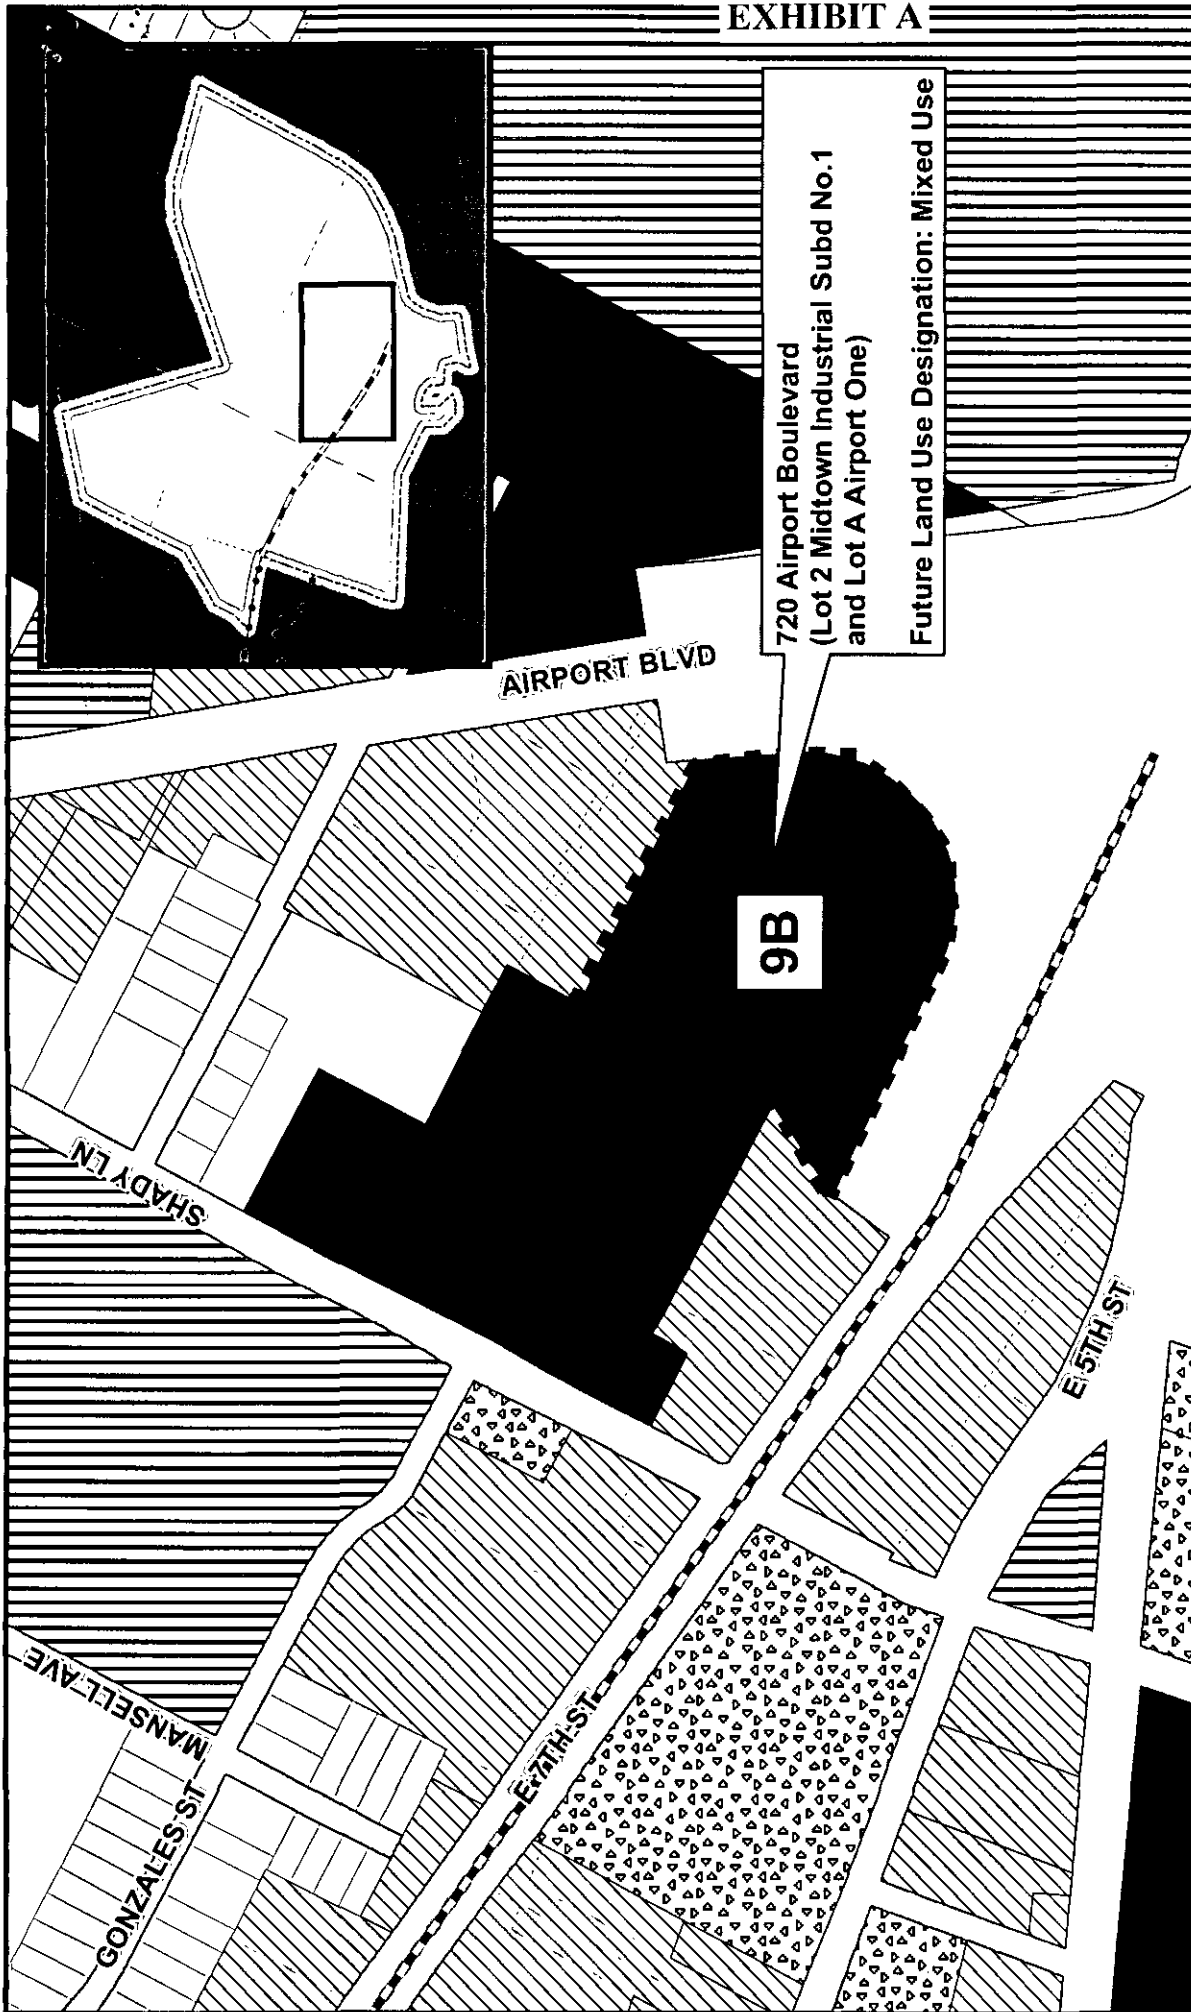 EXHIBIT A
720 Airport Boulevard
(Lot 2 Midtown Industrial Subd No.1
and Lot A Airport One)
Future Land Use Designation: Mixed Use
AIRPORT BLVD
9B
SHADY LN
E 5TH ST
MANSELL AVE
GONZALES ST
E 7TH ST